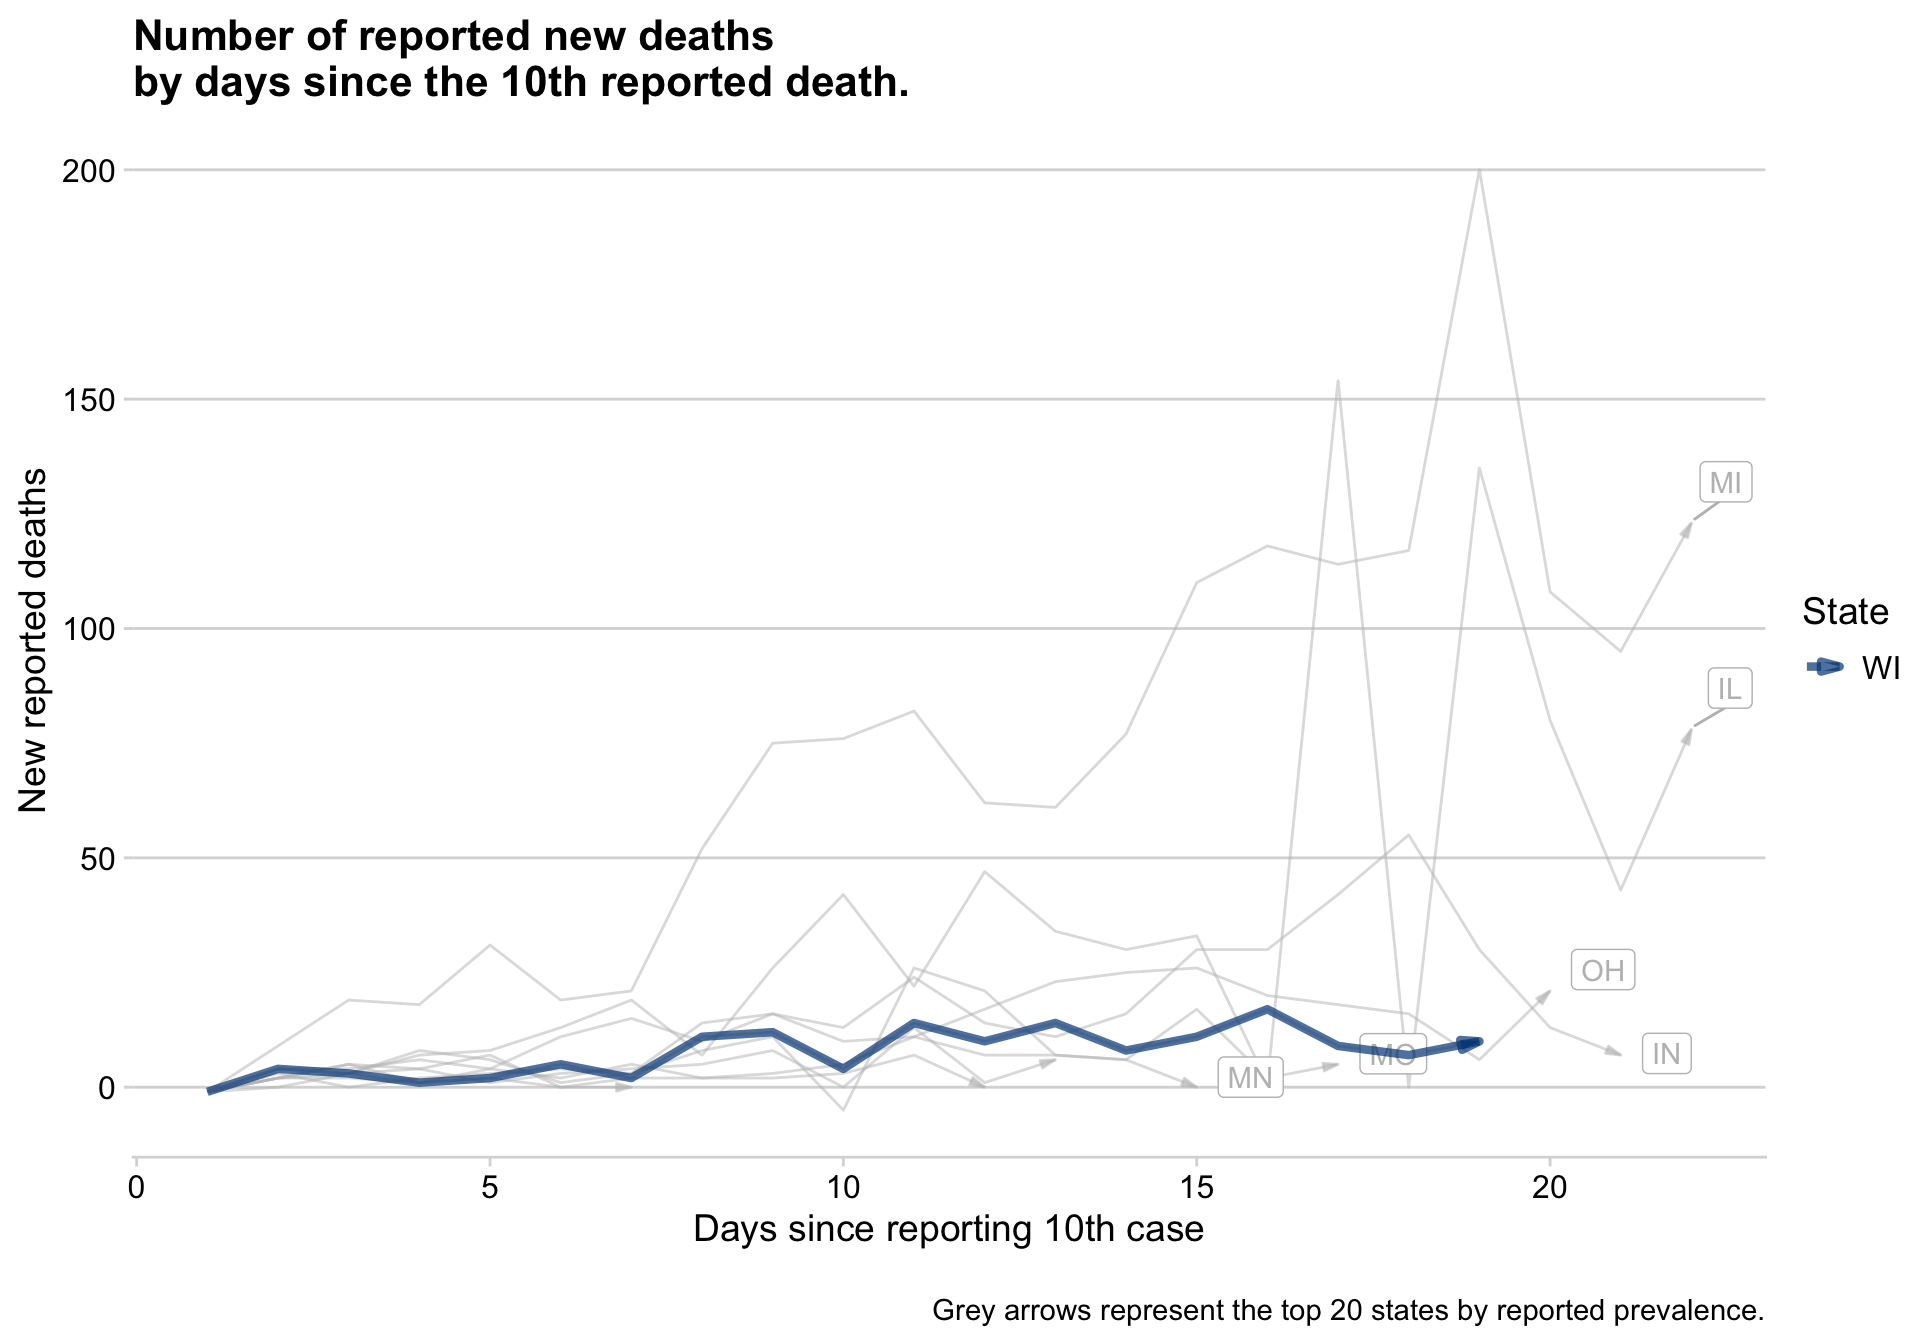 Number of reported new deaths
by days since the 10th reported death.
New reported deaths
200
150
100
50
0
MI
IL
OH
IN
MO
MN
State
WI
0 5 10 15 20
Days since reporting 10th case
Grey arrows represent the top 20 states by reported prevalence.